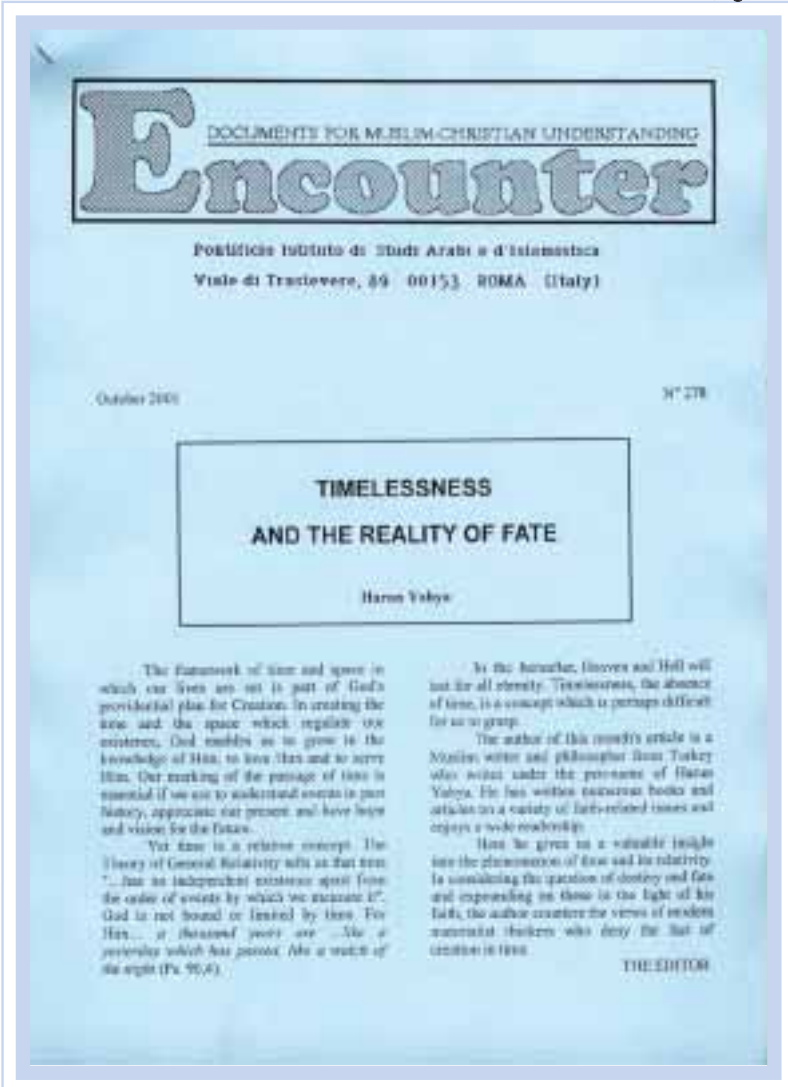 DOCUMENTS FOR MUSLIM-CHRISTIAN UNDERSTANDING
Encounter
Pontificio Istituto di Studi Arabi e d'Islamistica
Viale di Trastevere, 89 00153 ROMA (Italy)
October 2001
N° 278
TIMELESSNESS
AND THE REALITY OF FATE
Harun Yahya
The framework of time and space in
which our lives are set is part of God's
providential plan for Creation. In creating the
time and the space which regulate our
existence, God enables us to grow in the
knowledge of Him, to love Him and to serve
Him. Our marking of the passage of time is
essential if we are to understand events in past
history, appreciate our present and have hope
and vision for the future.
Yet time is a relative concept. The
Theory of General Relativity tells us that time
"...has no independent existence apart from
the order of events by which we measure it".
God is not bound or limited by time. For
Him... a thousand years are ...like a
yesterday which has passed, like a watch of
the night (Ps. 90,4).
In the hereafter, Heaven and Hell will
last for all eternity. Timelessness, the absence
of time, is a concept which is perhaps difficult
for us to grasp.
The author of this month's article is a
Muslim writer and philosopher from Turkey
who writes under the pen-name of Harun
Yahya. He has written numerous books and
articles on a variety of faith-related issues and
enjoys a wide readership.
Here he gives us a valuable insight
into the phenomenon of time and its relativity.
In considering the question of destiny and fate
and expounding on these in the light of his
faith, the author counters the views of modern
materialist thinkers who deny the fact of
creation in time.
THE EDITOR